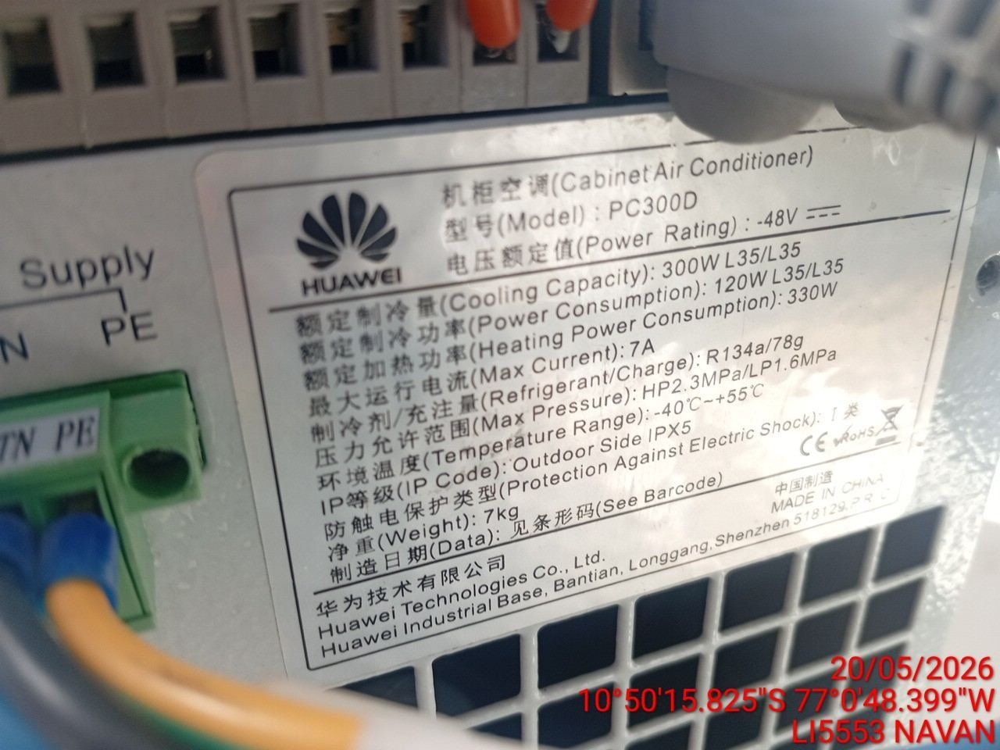 Supply
N PE
TN PE
HUAWEI
机柜空调(Cabinet Air Conditioner)
型号(Model) : PC300D
电压额定值(Power Rating) : -48V
额定制冷量(Cooling Capacity): 300W L35/L35
额定制冷功率(Power Consumption): 120W L35/L35
额定加热功率(Heating Power Consumption): 330W
最大运行电流(Max Current): 7A
制冷剂/充注量(Refrigerant/Charge): R134a/78g
压力允许范围(Max Pressure): HP2.3MPa/LP1.6MPa
环境温度(Temperature Range): -40℃~+55℃
IP等级(IP Code): Outdoor Side IPX5
防触电保护类型(Protection Against Electric Shock): I 类
净重(Weight): 7kg
制造日期(Data): 见条形码(See Barcode)
CE RoHS
中国制造
MADE IN CHINA
华为技术有限公司
Huawei Technologies Co., Ltd.
Huawei Industrial Base, Bantian, Longgang, Shenzhen 518129, P.R.C
20/05/2026
10°50'15.825"S 77°0'48.399"W
LI5553 NAVAN